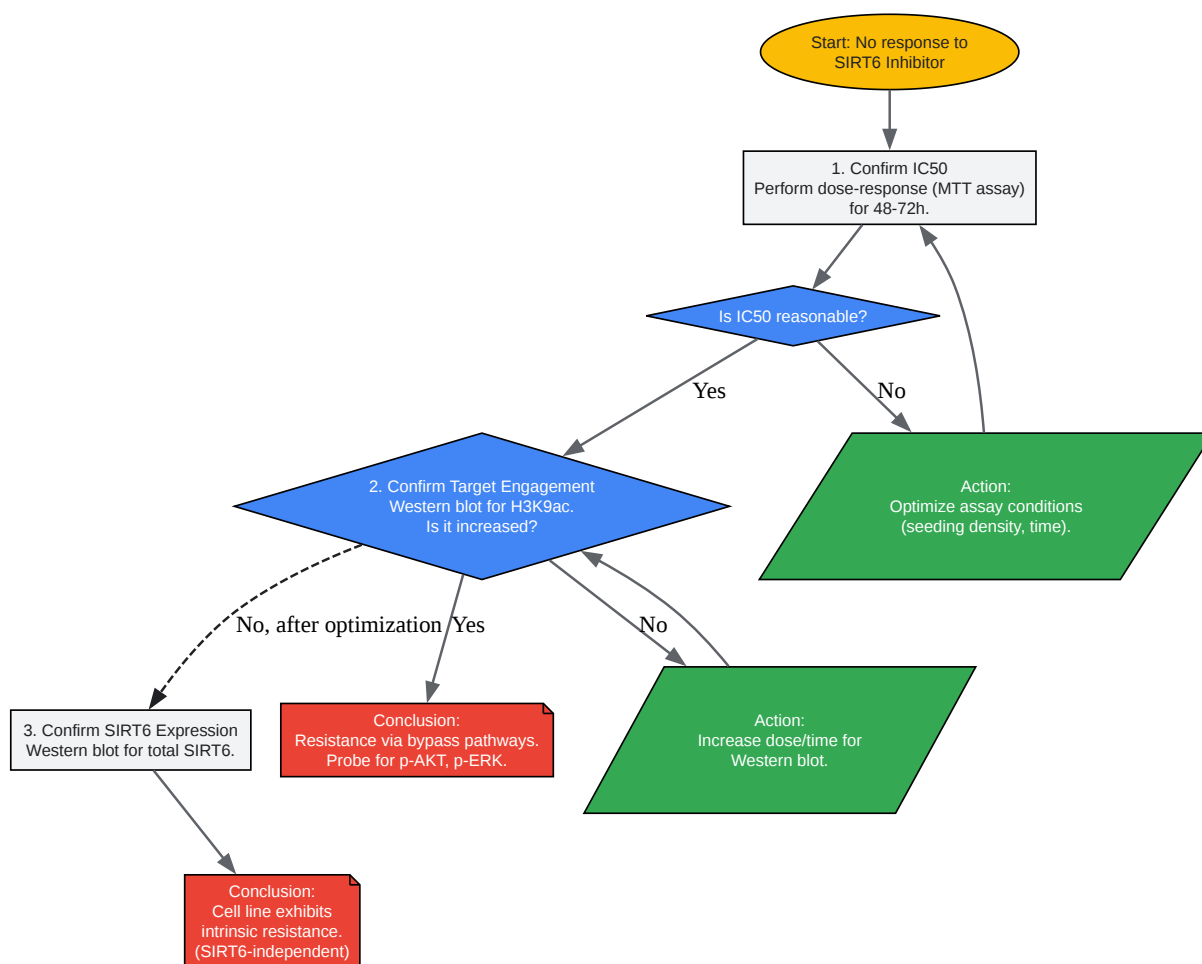 Start: No response to
SIRT6 Inhibitor
1. Confirm IC50
Perform dose-response (MTT assay)
for 48-72h.
Is IC50 reasonable?
Yes
No
2. Confirm Target Engagement
Western blot for H3K9ac.
Is it increased?
Action:
Optimize assay conditions
(seeding density, time).
No, after optimization
Yes
No
3. Confirm SIRT6 Expression
Western blot for total SIRT6.
Conclusion:
Resistance via bypass pathways.
Probe for p-AKT, p-ERK.
Action:
Increase dose/time for
Western blot.
Conclusion:
Cell line exhibits
intrinsic resistance.
(SIRT6-independent)